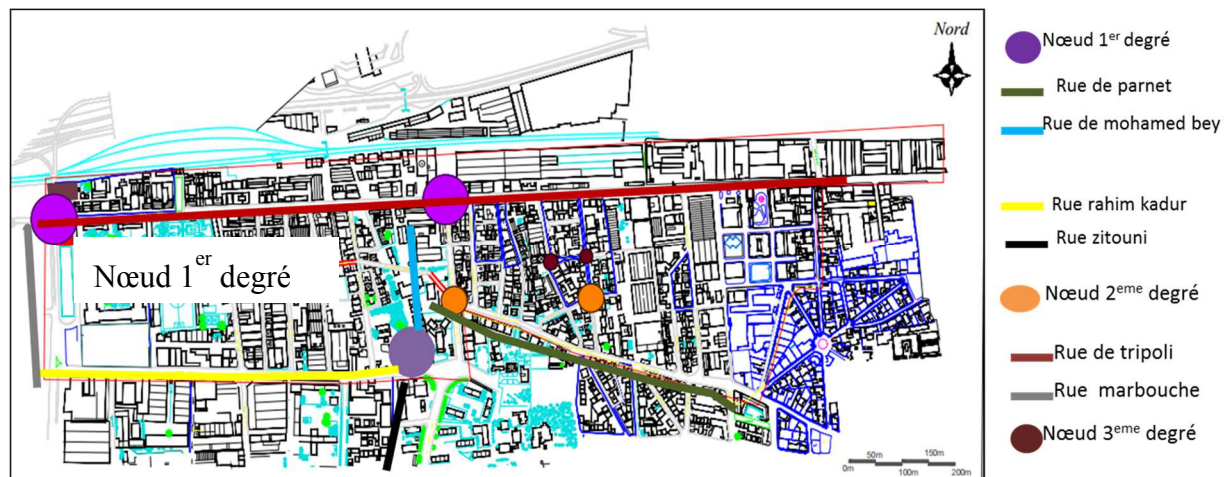 Nord
Nœud 1er degré
50m 150m
0m 100m 200m
Nœud 1er degré
Rue de parnet
Rue de mohamed bey
Rue rahim kadur
Rue zitouni
Nœud 2eme degré
Rue de tripoli
Rue marbouche
Nœud 3eme degré